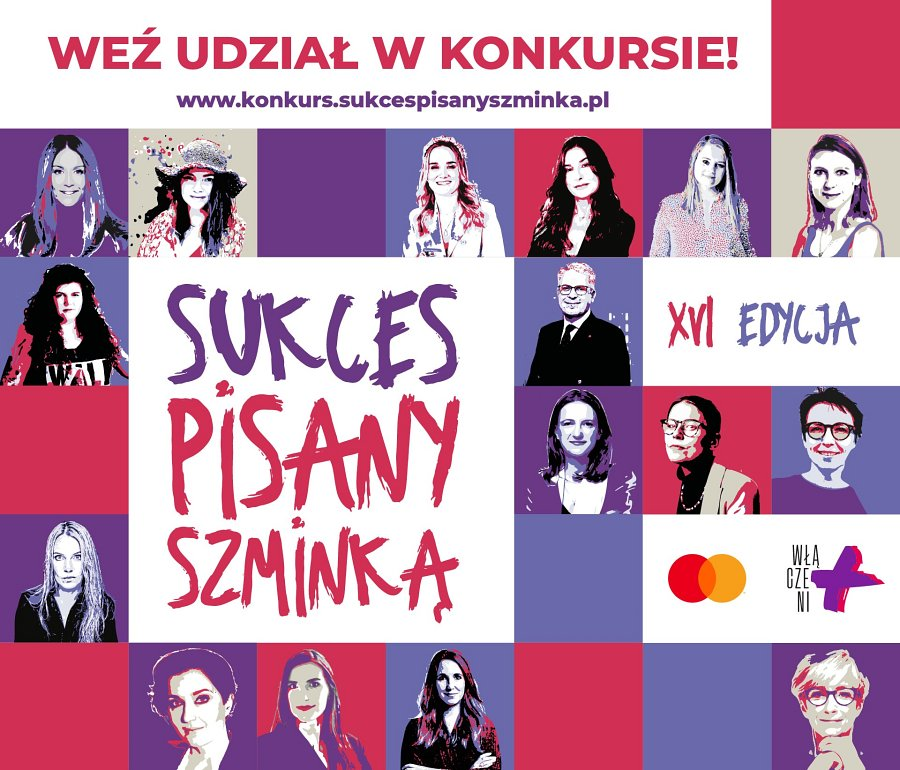 WEŹ UDZIAŁ W KONKURSIE!
www.konkurs.sukcespisanyszminka.pl
SUKCES
PISANY
SZMINKĄ
XVI EDYCJA
WŁĄ
CZE
NI